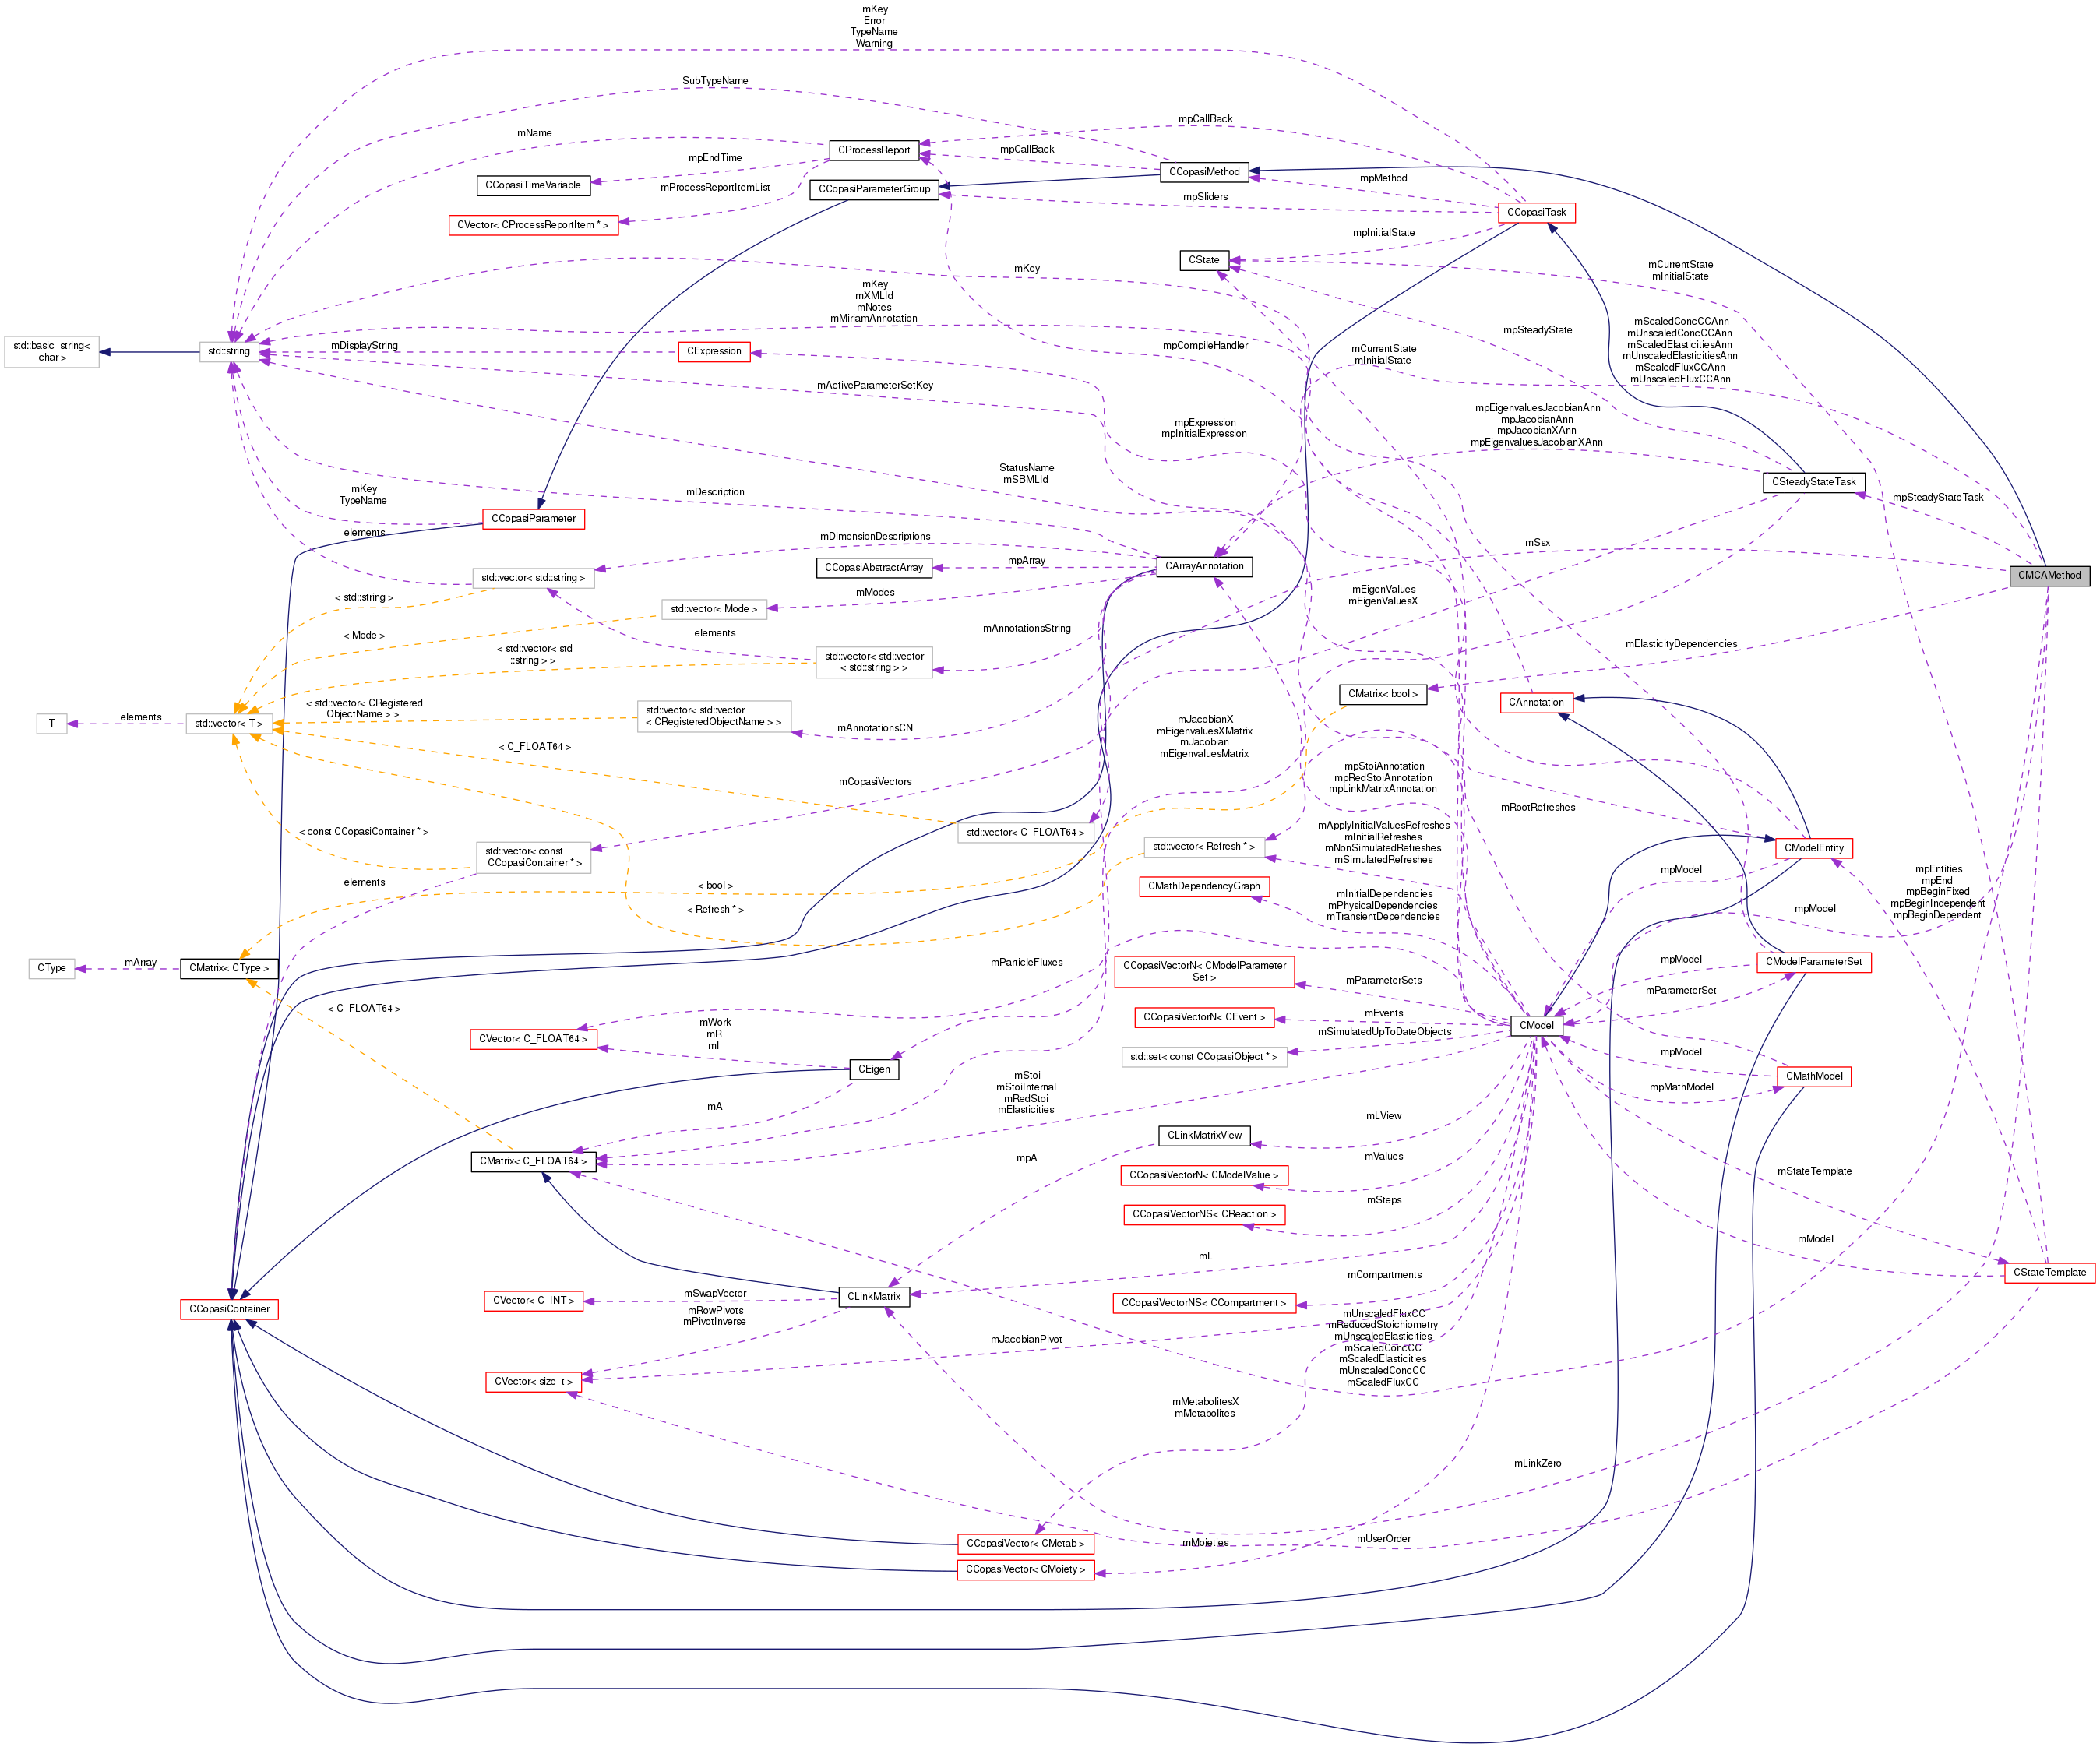 mKey
Error
TypeName
Warning
SubTypeName
mName
mpCallBack
CProcessReport
mpEndTime
mpCallBack
CCopasiTimeVariable
CCopasiMethod
mProcessReportItemList
CCopasiParameterGroup
mpMethod
mpSliders
CCopasiTask
CVector< CProcessReportItem * >
mpInitialState
CState
mKey
mCurrentState
mInitialState
mKey
mXMLId
mNotes
mMiriamAnnotation
mpSteadyState
mScaledConcCCAnn
mUnscaledConcCCAnn
mScaledElasticitiesAnn
mUnscaledElasticitiesAnn
mScaledFluxCCAnn
mUnscaledFluxCCAnn
std::basic_string<
char >
std::string
mDisplayString
CExpression
mpCompileHandler
mCurrentState
mInitialState
mActiveParameterSetKey
mpExpression
mpInitialExpression
mpEigenvaluesJacobianAnn
mpJacobianAnn
mpJacobianXAnn
mpEigenvaluesJacobianXAnn
StatusName
mSBMLId
CSteadyStateTask
mpSteadyStateTask
mKey
TypeName
mDescription
CCopasiParameter
elements
mDimensionDescriptions
mSsx
std::vector< std::string >
CCopasiAbstractArray
mpArray
CArrayAnnotation
CMCAMethod
< std::string >
std::vector< Mode >
mModes
mEigenValues
mEigenValuesX
< Mode >
elements
mAnnotationsString
mElasticityDependencies
< std::vector< std
::string > >
std::vector< std::vector
< std::string > >
CMatrix< bool >
CAnnotation
< std::vector< CRegistered
ObjectName > >
std::vector< std::vector
< CRegisteredObjectName > >
T
elements
std::vector< T >
mAnnotationsCN
mJacobianX
mEigenvaluesXMatrix
mJacobian
mEigenvaluesMatrix
< C_FLOAT64 >
mCopasiVectors
mpStoiAnnotation
mpRedStoiAnnotation
mpLinkMatrixAnnotation
mRootRefreshes
< const CCopasiContainer * >
std::vector< C_FLOAT64 >
std::vector< const
CCopasiContainer * >
std::vector< Refresh * >
mApplyInitialValuesRefreshes
mInitialRefreshes
mNonSimulatedRefreshes
mSimulatedRefreshes
CModelEntity
elements
< bool >
CMathDependencyGraph
mpModel
mpEntities
mpEnd
mpBeginFixed
mpBeginIndependent
mpBeginDependent
< Refresh * >
mInitialDependencies
mPhysicalDependencies
mTransientDependencies
mpModel
CType
mArray
CMatrix< CType >
mParticleFluxes
CCopasiVectorN< CModelParameter
Set >
mParameterSets
mpModel
CModelParameterSet
mParameterSet
< C_FLOAT64 >
CVector< C_FLOAT64 >
mWork
mR
mI
CCopasiVectorN< CEvent >
mEvents
CModel
mSimulatedUpToDateObjects
std::set< const CCopasiObject * >
mpModel
CEigen
mStoi
mStoiInternal
mRedStoi
mElasticities
mpMathModel
CMathModel
mA
mLView
CLinkMatrixView
CMatrix< C_FLOAT64 >
mpA
mValues
CCopasiVectorN< CModelValue >
mStateTemplate
mSteps
CCopasiVectorNS< CReaction >
mModel
mL
CStateTemplate
mCompartments
CCopasiContainer
CVector< C_INT >
mSwapVector
CLinkMatrix
CCopasiVectorNS< CCompartment >
mRowPivots
mPivotInverse
mJacobianPivot
mUnscaledFluxCC
mReducedStoichiometry
mUnscaledElasticities
mScaledConcCC
mScaledElasticities
mUnscaledConcCC
mScaledFluxCC
CVector< size_t >
mMetabolitesX
mMetabolites
mLinkZero
CCopasiVector< CMetab >
mMoieties
mUserOrder
CCopasiVector< CMoiety >